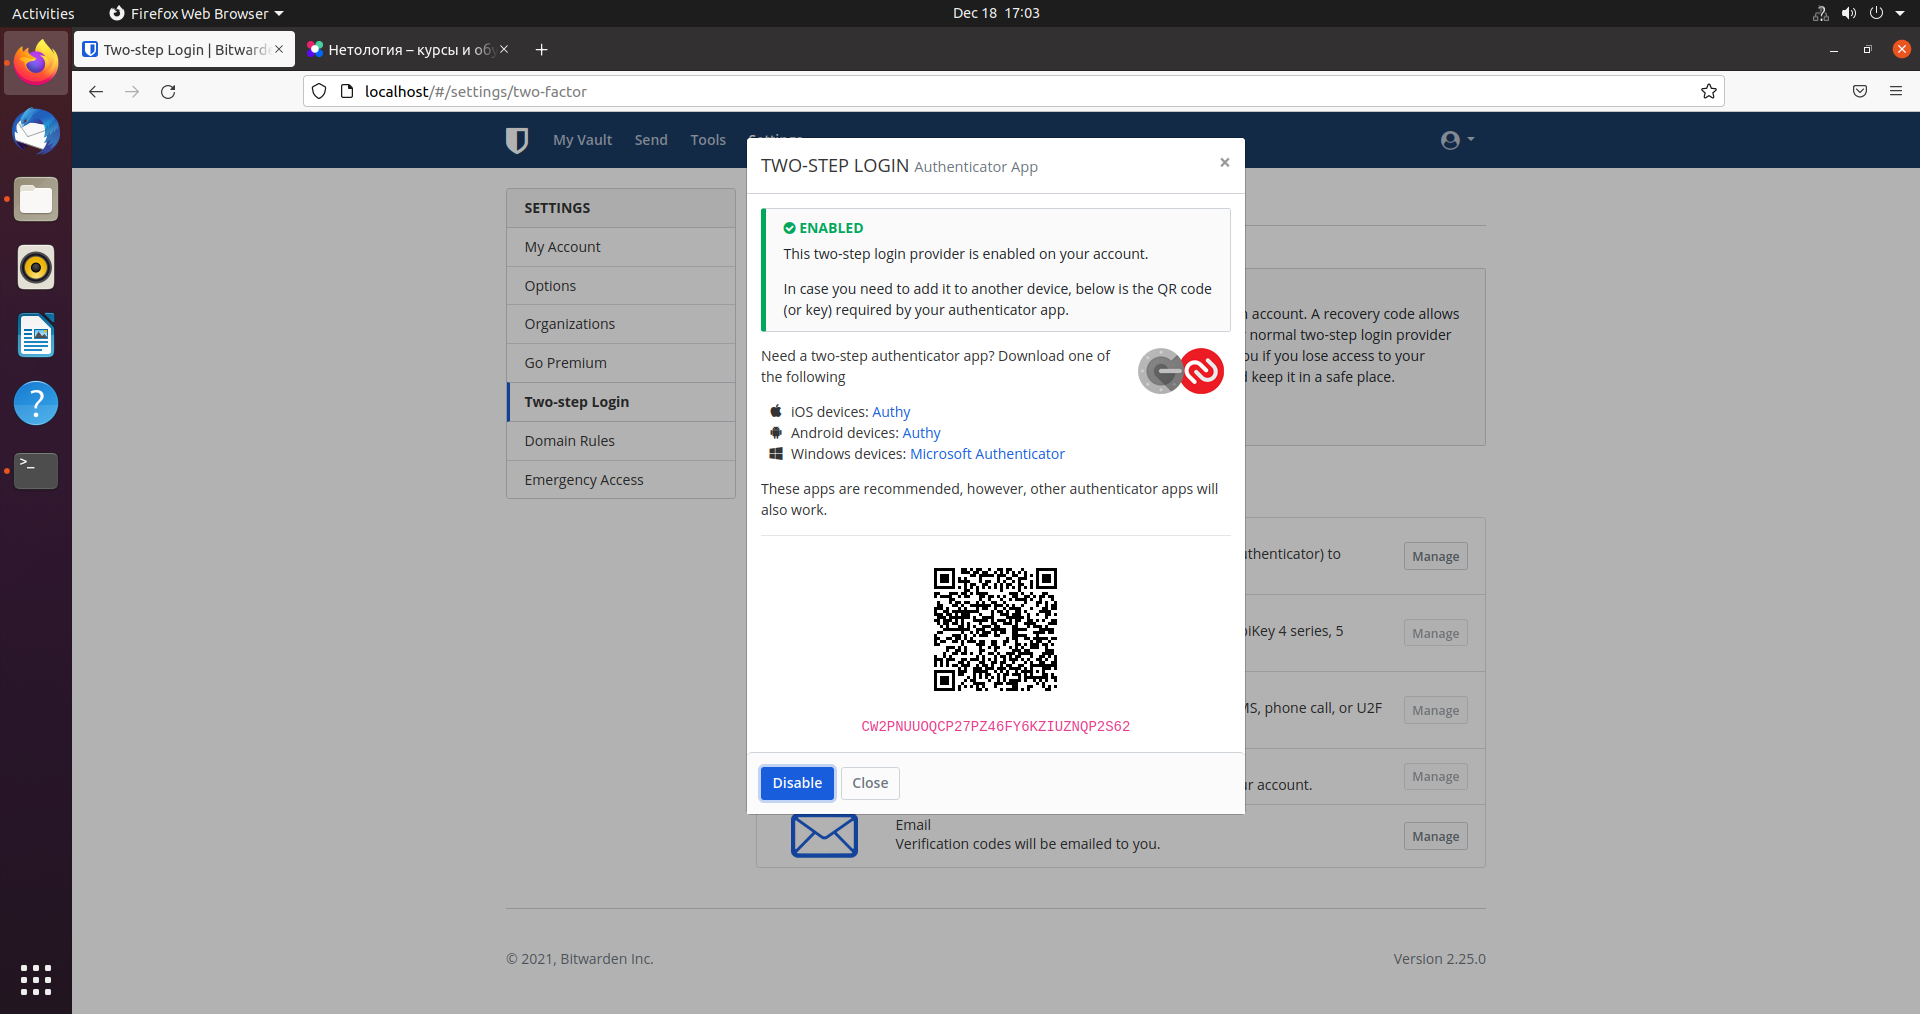 Activities
Firefox Web Browser
Dec 18 17:03
Two-step Login | Bitwarde
Нетология – курсы и обу
localhost/#/settings/two-factor
My Vault
Send
Tools
Settings
TWO-STEP LOGIN Authenticator App
×
SETTINGS
My Account
Options
Organizations
Go Premium
Two-step Login
Domain Rules
Emergency Access
ENABLED
This two-step login provider is enabled on your account.
In case you need to add it to another device, below is the QR code
(or key) required by your authenticator app.
Need a two-step authenticator app? Download one of
the following
iOS devices: Authy
Android devices: Authy
Windows devices: Microsoft Authenticator
These apps are recommended, however, other authenticator apps will
also work.
CW2PNUUOQCP27PZ46FY6KZIUZNQP2S62
Disable
Close
account. A recovery code allows
normal two-step login provider
u if you lose access to your
keep it in a safe place.
uthenticator) to
Manage
biKey 4 series, 5
Manage
MS, phone call, or U2F
Manage
ur account.
Manage
Email
Verification codes will be emailed to you.
Manage
© 2021, Bitwarden Inc.
Version 2.25.0